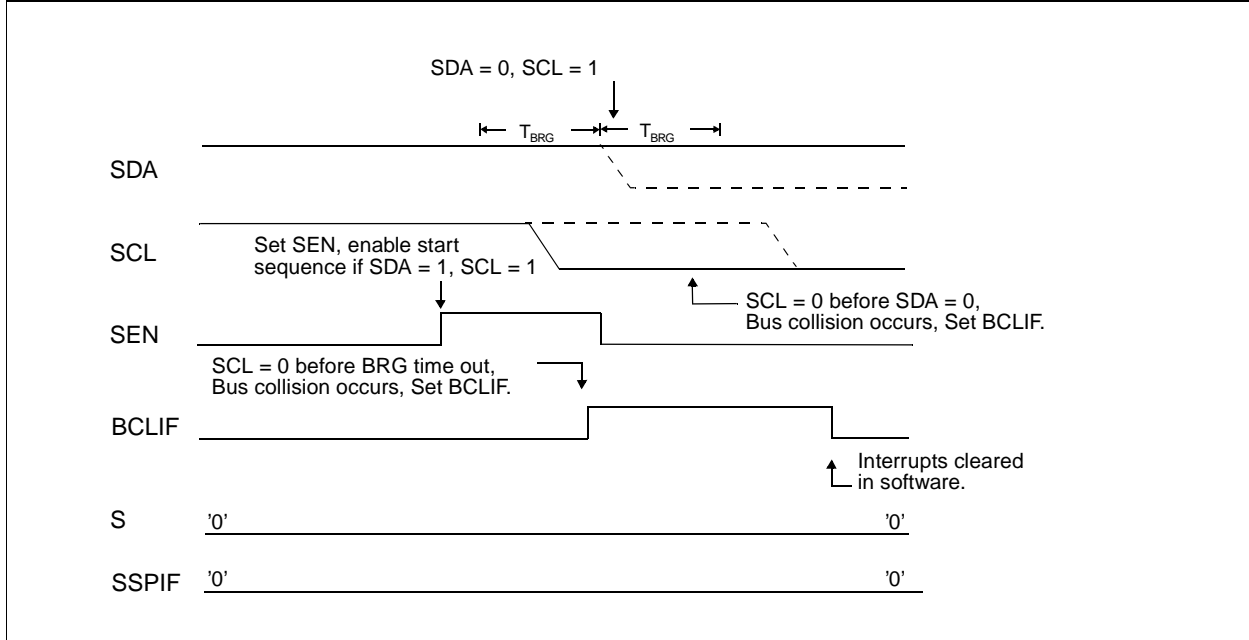 SDA = 0, SCL = 1
TBRG TBRG
SDA
SCL
Set SEN, enable start
sequence if SDA = 1, SCL = 1
SCL = 0 before SDA = 0,
Bus collision occurs, Set BCLIF.
SEN
SCL = 0 before BRG time out,
Bus collision occurs, Set BCLIF.
BCLIF
Interrupts cleared
in software.
S '0' '0'
SSPIF '0' '0'